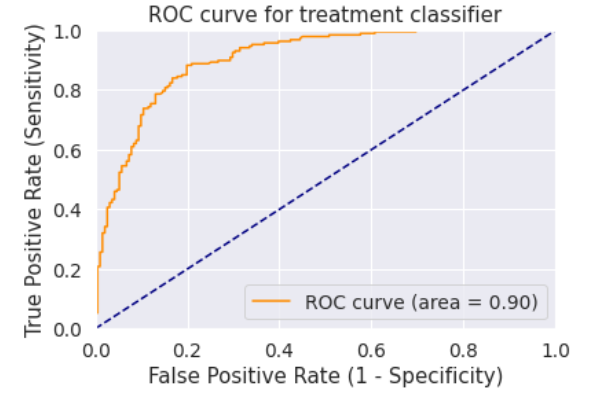 ROC curve for treatment classifier
True Positive Rate (Sensitivity)
1.0
0.8
0.6
0.4
0.2
0.0
ROC curve (area = 0.90)
0.0 0.2 0.4 0.6 0.8 1.0
False Positive Rate (1 - Specificity)